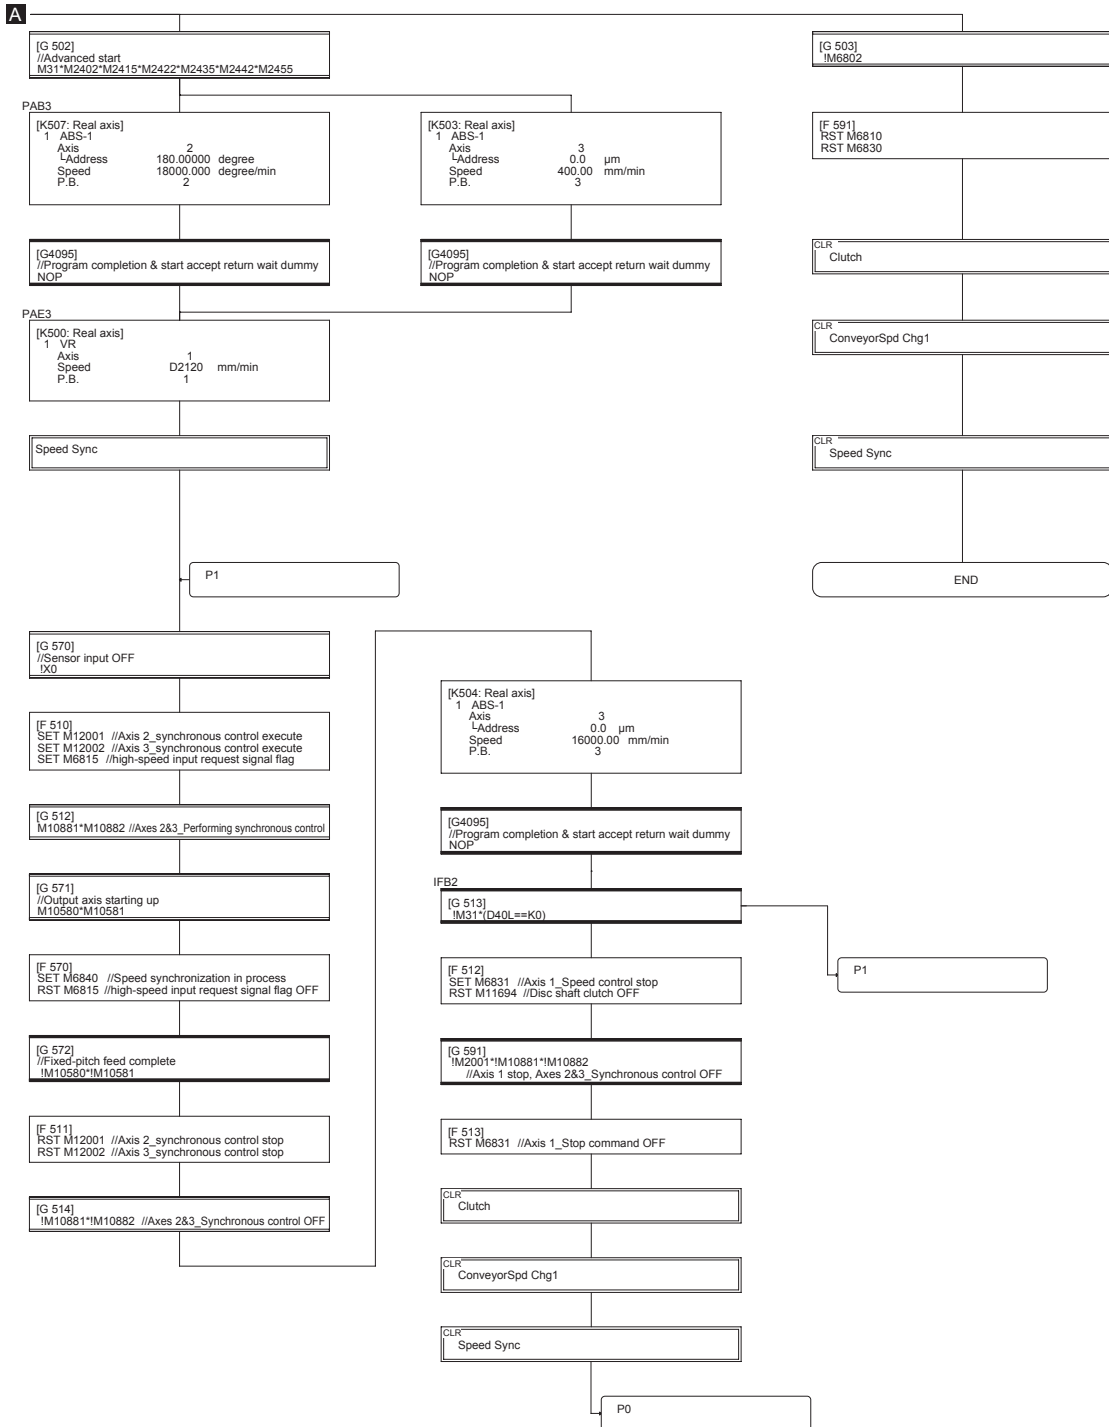 A
[G 502]
//Advanced start
M31*M2402*M2415*M2422*M2435*M2442*M2455
PAB3
[K507: Real axis]
1 ABS-1
Axis 2
└Address 180.00000 degree
Speed 18000.000 degree/min
P.B. 2
[K503: Real axis]
1 ABS-1
Axis 3
└Address 0.0 µm
Speed 400.00 mm/min
P.B. 3
[G4095]
//Program completion & start accept return wait dummy
NOP
[G4095]
//Program completion & start accept return wait dummy
NOP
PAE3
[K500: Real axis]
1 VR
Axis 1
Speed D2120 mm/min
P.B. 1
Speed Sync
P1
[G 570]
//Sensor input OFF
!X0
[F 510]
SET M12001 //Axis 2_synchronous control execute
SET M12002 //Axis 3_synchronous control execute
SET M6815 //high-speed input request signal flag
[G 512]
M10881*M10882 //Axes 2&3_Performing synchronous control
[G 571]
//Output axis starting up
M10580*M10581
[F 570]
SET M6840 //Speed synchronization in process
RST M6815 //high-speed input request signal flag OFF
[G 572]
//Fixed-pitch feed complete
!M10580*!M10581
[F 511]
RST M12001 //Axis 2_synchronous control stop
RST M12002 //Axis 3_synchronous control stop
[G 514]
!M10881*!M10882 //Axes 2&3_Synchronous control OFF
[K504: Real axis]
1 ABS-1
Axis 3
└Address 0.0 µm
Speed 16000.00 mm/min
P.B. 3
[G4095]
//Program completion & start accept return wait dummy
NOP
IFB2
[G 513]
!M31*(D40L==K0)
P1
[F 512]
SET M6831 //Axis 1_Speed control stop
RST M11694 //Disc shaft clutch OFF
[G 591]
!M2001*!M10881*!M10882
//Axis 1 stop, Axes 2&3_Synchronous control OFF
[F 513]
RST M6831 //Axis 1_Stop command OFF
CLR
Clutch
CLR
ConveyorSpd Chg1
CLR
Speed Sync
P0
[G 503]
!M6802
[F 591]
RST M6810
RST M6830
CLR
Clutch
CLR
ConveyorSpd Chg1
CLR
Speed Sync
END